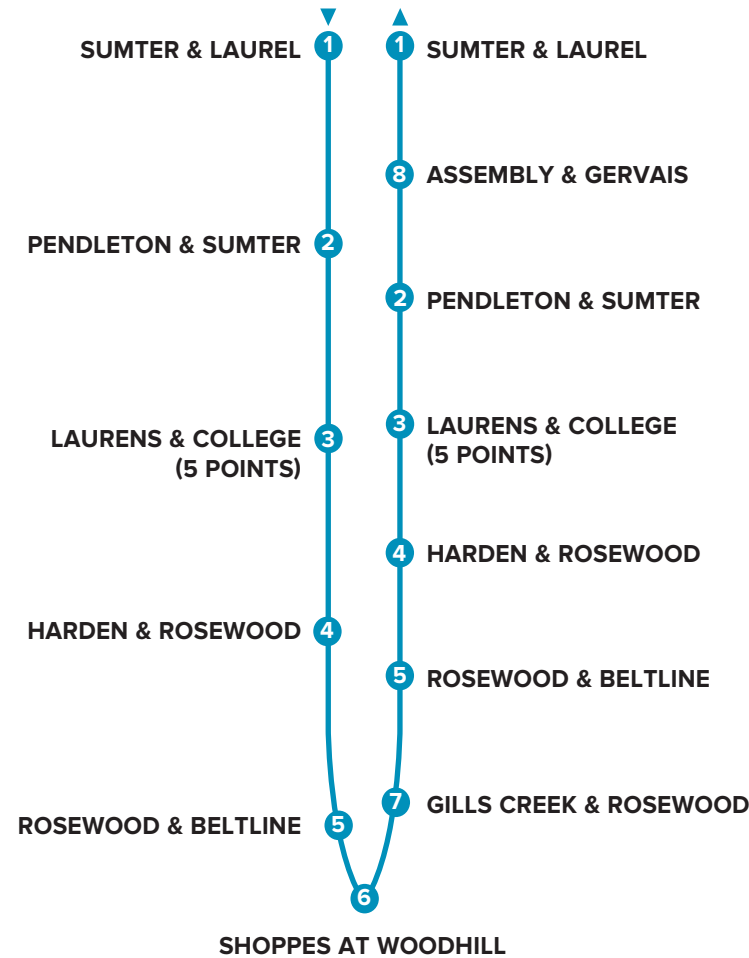 1 SUMTER & LAUREL
2 PENDLETON & SUMTER
3 LAURENS & COLLEGE
(5 POINTS)
4 HARDEN & ROSEWOOD
5 ROSEWOOD & BELTLINE
6
SHOPPES AT WOODHILL
1 SUMTER & LAUREL
8 ASSEMBLY & GERVAIS
2 PENDLETON & SUMTER
3 LAURENS & COLLEGE
(5 POINTS)
4 HARDEN & ROSEWOOD
5 ROSEWOOD & BELTLINE
7 GILLS CREEK & ROSEWOOD